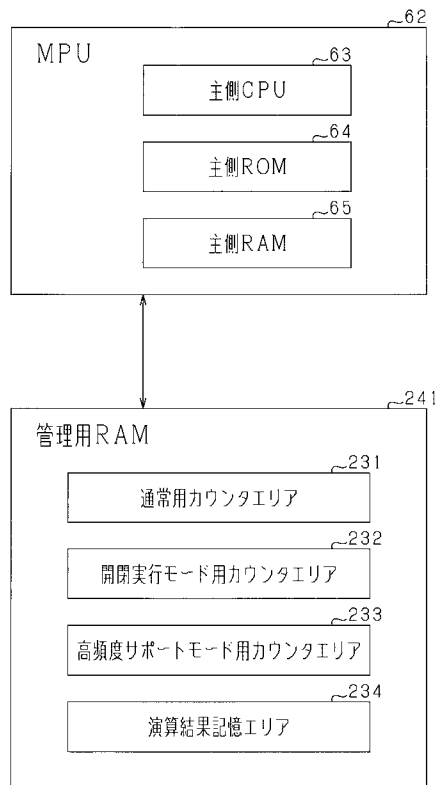 62
MPU
63
主側CPU
64
主側ROM
65
主側RAM
241
管理用RAM
231
通常用カウンタエリア
232
開閉実行モード用カウンタエリア
233
高頻度サポートモード用カウンタエリア
234
演算結果記憶エリア